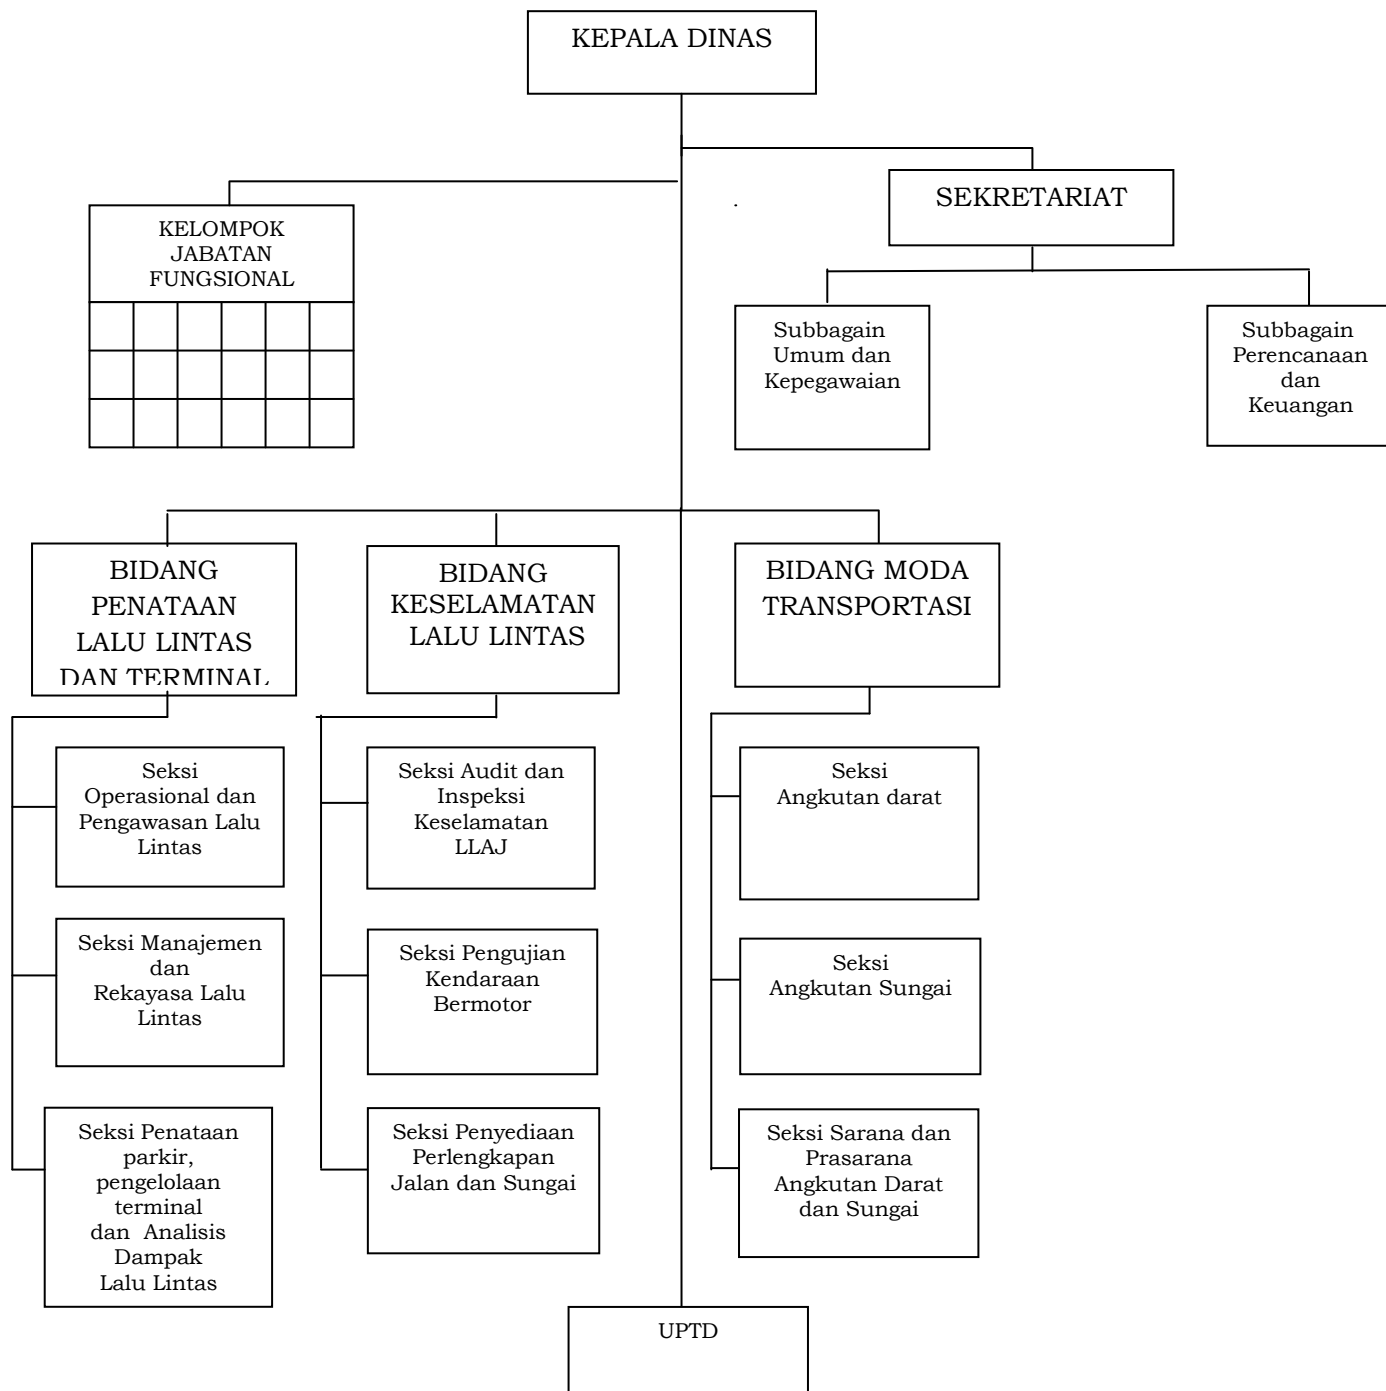 KEPALA DINAS
SEKRETARIAT
KELOMPOK
JABATAN
FUNGSIONAL
Subbagain
Umum dan
Kepegawaian
Subbagain
Perencanaan
dan
Keuangan
BIDANG
PENATAAN
LALU LINTAS
DAN TERMINAL
BIDANG
KESELAMATAN
LALU LINTAS
BIDANG MODA
TRANSPORTASI
Seksi
Operasional dan
Pengawasan Lalu
Lintas
Seksi Audit dan
Inspeksi
Keselamatan
LLAJ
Seksi
Angkutan darat
Seksi Manajemen
dan
Rekayasa Lalu
Lintas
Seksi Pengujian
Kendaraan
Bermotor
Seksi
Angkutan Sungai
Seksi Penataan
parkir,
pengelolaan
terminal
dan Analisis
Dampak
Lalu Lintas
Seksi Penyediaan
Perlengkapan
Jalan dan Sungai
Seksi Sarana dan
Prasarana
Angkutan Darat
dan Sungai
UPTD